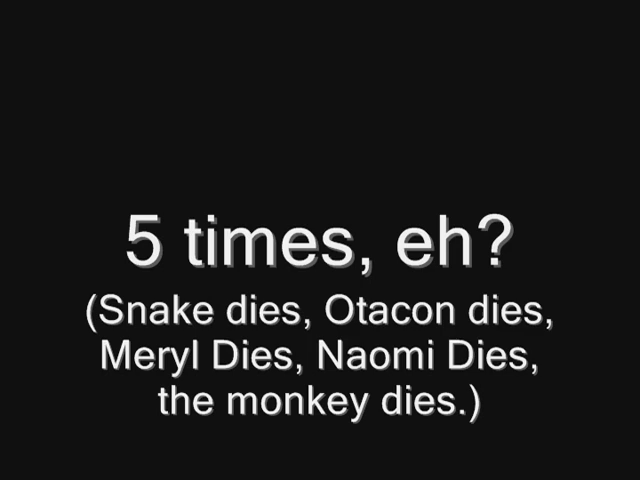 5 times, eh?
(Snake dies, Otacon dies,
Meryl Dies, Naomi Dies,
the monkey dies.)